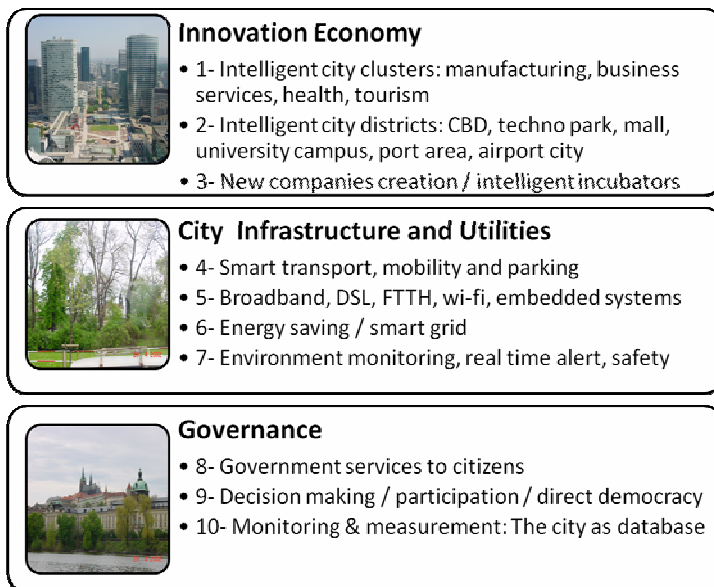 Innovation Economy
• 1- Intelligent city clusters: manufacturing, business
services, health, tourism
• 2- Intelligent city districts: CBD, techno park, mall,
university campus, port area, airport city
• 3- New companies creation / intelligent incubators
City Infrastructure and Utilities
• 4- Smart transport, mobility and parking
• 5- Broadband, DSL, FTTH, wi-fi, embedded systems
• 6- Energy saving / smart grid
• 7- Environment monitoring, real time alert, safety
Governance
• 8- Government services to citizens
• 9- Decision making / participation / direct democracy
• 10- Monitoring & measurement: The city as database